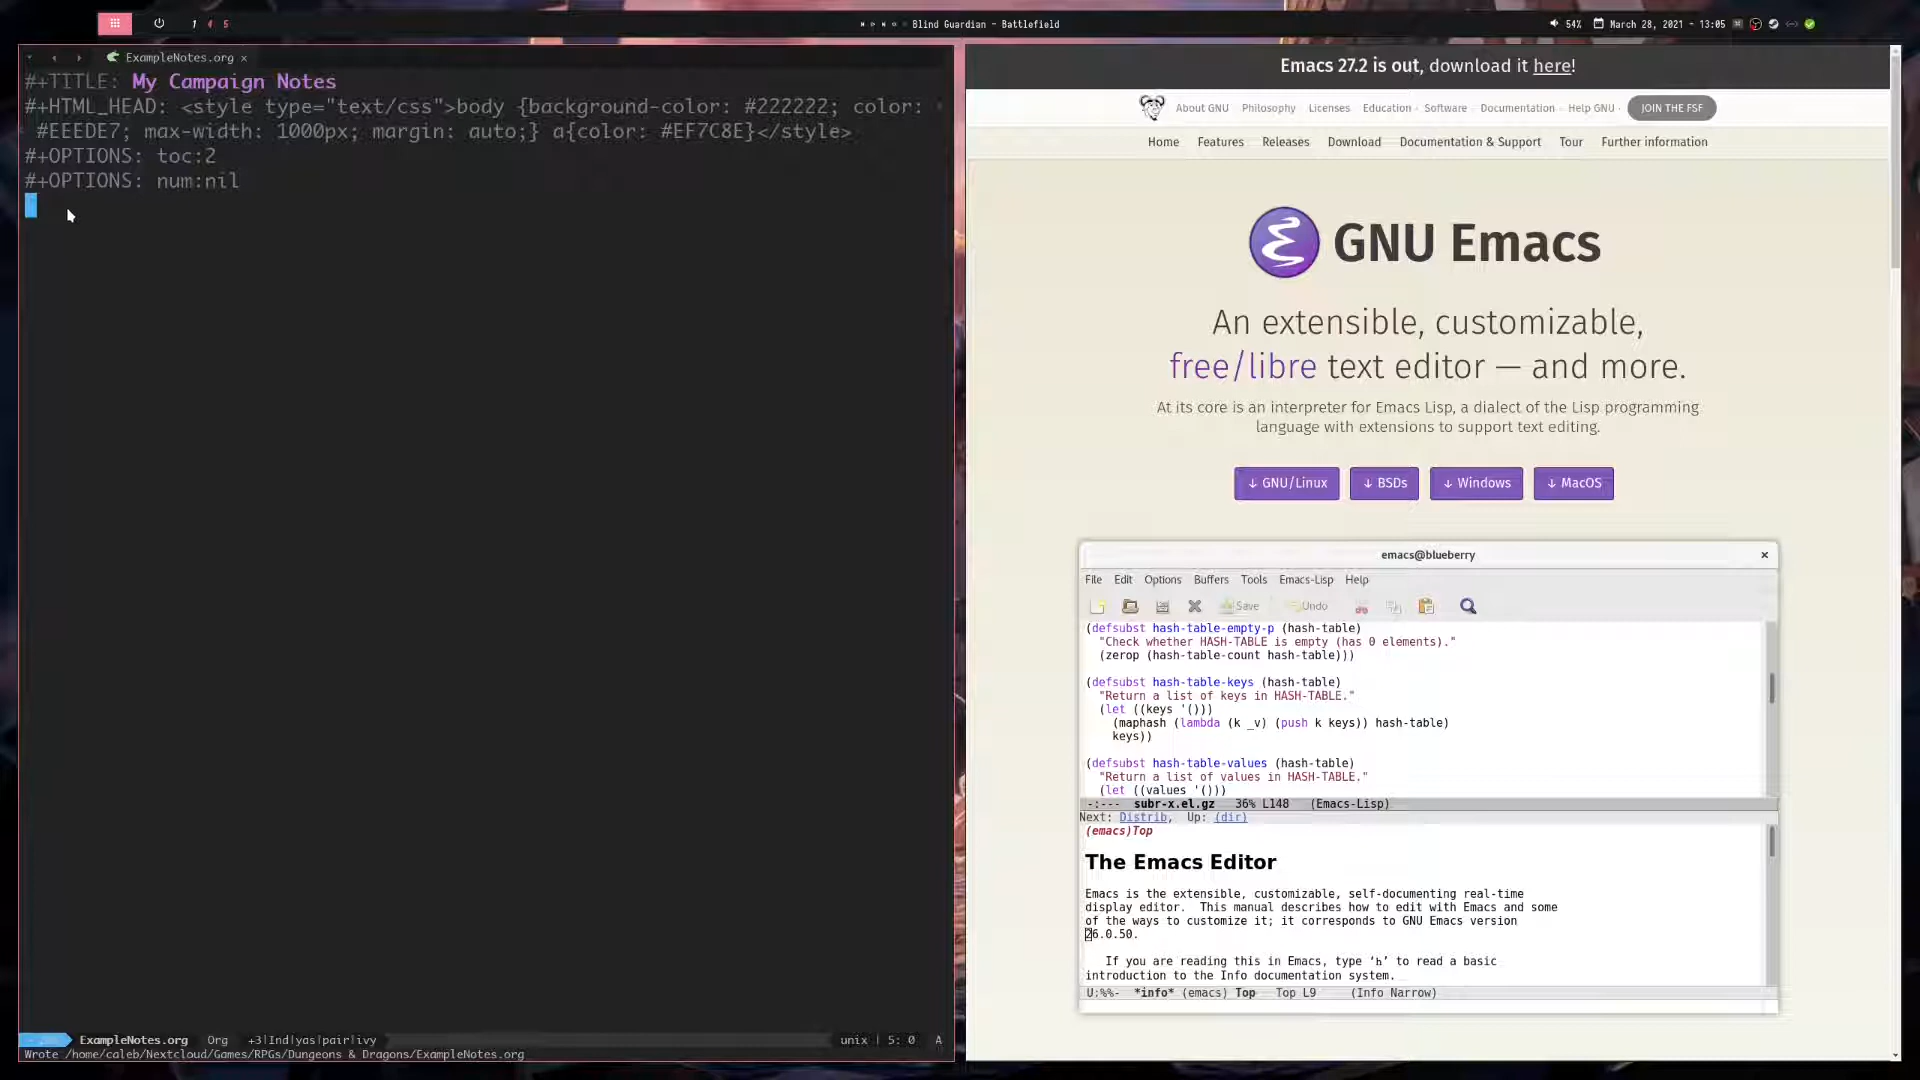 1 4 5
Blind Guardian - Battlefield
54%
March 28, 2021 - 13:05
ExampleNotes.org ×
#+TITLE: My Campaign Notes
#+HTML_HEAD: <style type="text/css">body {background-color: #222222; color:
#EEEDE7; max-width: 1000px; margin: auto;} a{color: #EF7C8E}</style>
#+OPTIONS: toc:2
#+OPTIONS: num:nil
ExampleNotes.org Org +3|Ind|yas|pair|ivy unix | 5: 0 A
Wrote /home/caleb/Nextcloud/Games/RPGs/Dungeons & Dragons/ExampleNotes.org
Emacs 27.2 is out, download it here!
About GNU Philosophy Licenses Education Software Documentation Help GNU JOIN THE FSF
Home Features Releases Download Documentation & Support Tour Further information
GNU Emacs
An extensible, customizable,
free/libre text editor — and more.
At its core is an interpreter for Emacs Lisp, a dialect of the Lisp programming
language with extensions to support text editing.
↓ GNU/Linux ↓ BSDs ↓ Windows ↓ MacOS
emacs@blueberry ×
File Edit Options Buffers Tools Emacs-Lisp Help
Save Undo
(defsubst hash-table-empty-p (hash-table)
"Check whether HASH-TABLE is empty (has 0 elements)."
(zerop (hash-table-count hash-table)))
(defsubst hash-table-keys (hash-table)
"Return a list of keys in HASH-TABLE."
(let ((keys '()))
(maphash (lambda (k _v) (push k keys)) hash-table)
keys))
(defsubst hash-table-values (hash-table)
"Return a list of values in HASH-TABLE."
(let ((values '()))
-:--- subr-x.el.gz 36% L148 (Emacs-Lisp)
Next: Distrib, Up: (dir)
(emacs)Top
The Emacs Editor
Emacs is the extensible, customizable, self-documenting real-time
display editor. This manual describes how to edit with Emacs and some
of the ways to customize it; it corresponds to GNU Emacs version
26.0.50.
If you are reading this in Emacs, type ‘h’ to read a basic
introduction to the Info documentation system.
U:%%- *info* (emacs) Top Top L9 (Info Narrow)